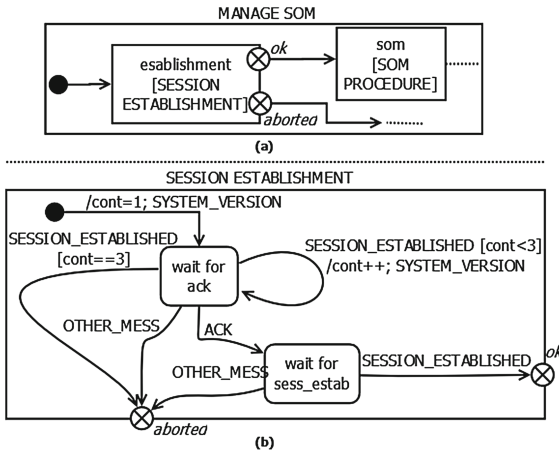 MANAGE SOM
ok
esablishment
[SESSION
ESTABLISHMENT]
som
[SOM
PROCEDURE]
aborted
(a)
SESSION ESTABLISHMENT
/cont=1; SYSTEM_VERSION
SESSION_ESTABLISHED
[cont==3]
wait for
ack
SESSION_ESTABLISHED [cont<3]
/cont++; SYSTEM_VERSION
OTHER_MESS
ACK
ok
wait for
sess_estab
SESSION_ESTABLISHED
OTHER_MESS
aborted
(b)